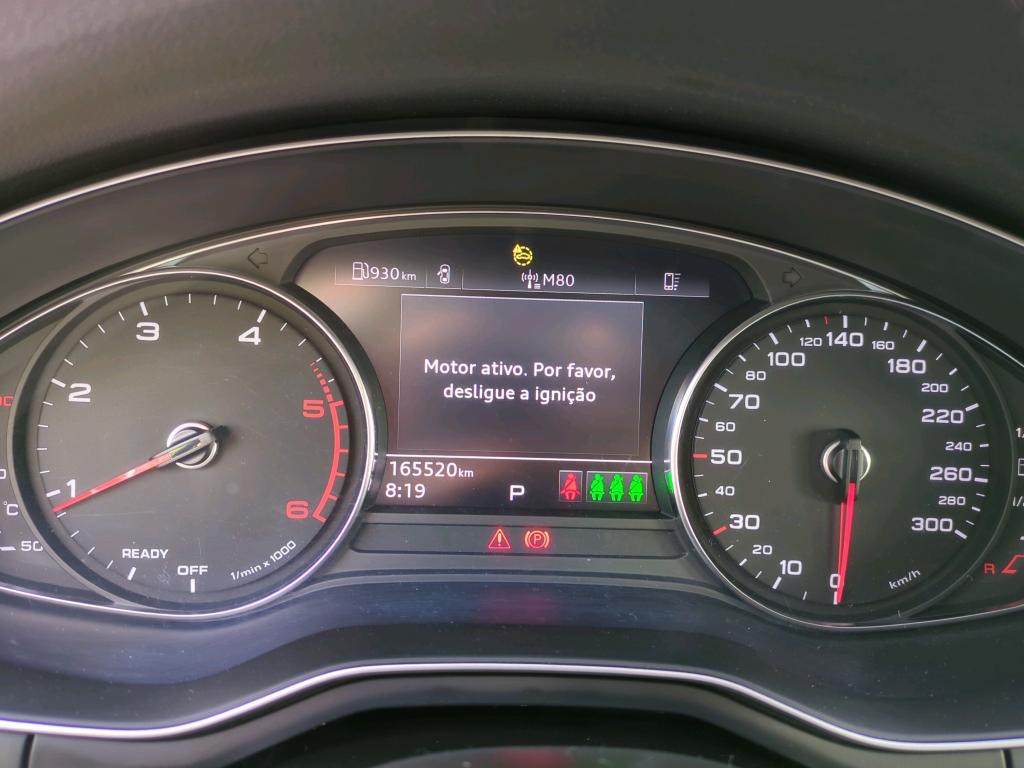 930 km
M80
Motor ativo. Por favor,
desligue a ignição
165520 km
8:19
P
(P)
1
2
3
4
5
6
READY
OFF
1/min x 1000
0
10
20
30
40
50
60
70
80
100
120
140
160
180
200
220
240
260
280
300
km/h
°C
50
R